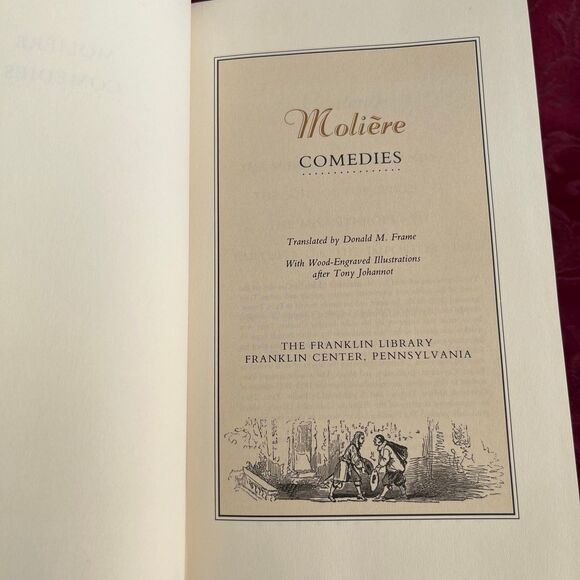 Molière
COMEDIES
Translated by Donald M. Frame
With Wood-Engraved Illustrations
after Tony Johannot
THE FRANKLIN LIBRARY
FRANKLIN CENTER, PENNSYLVANIA